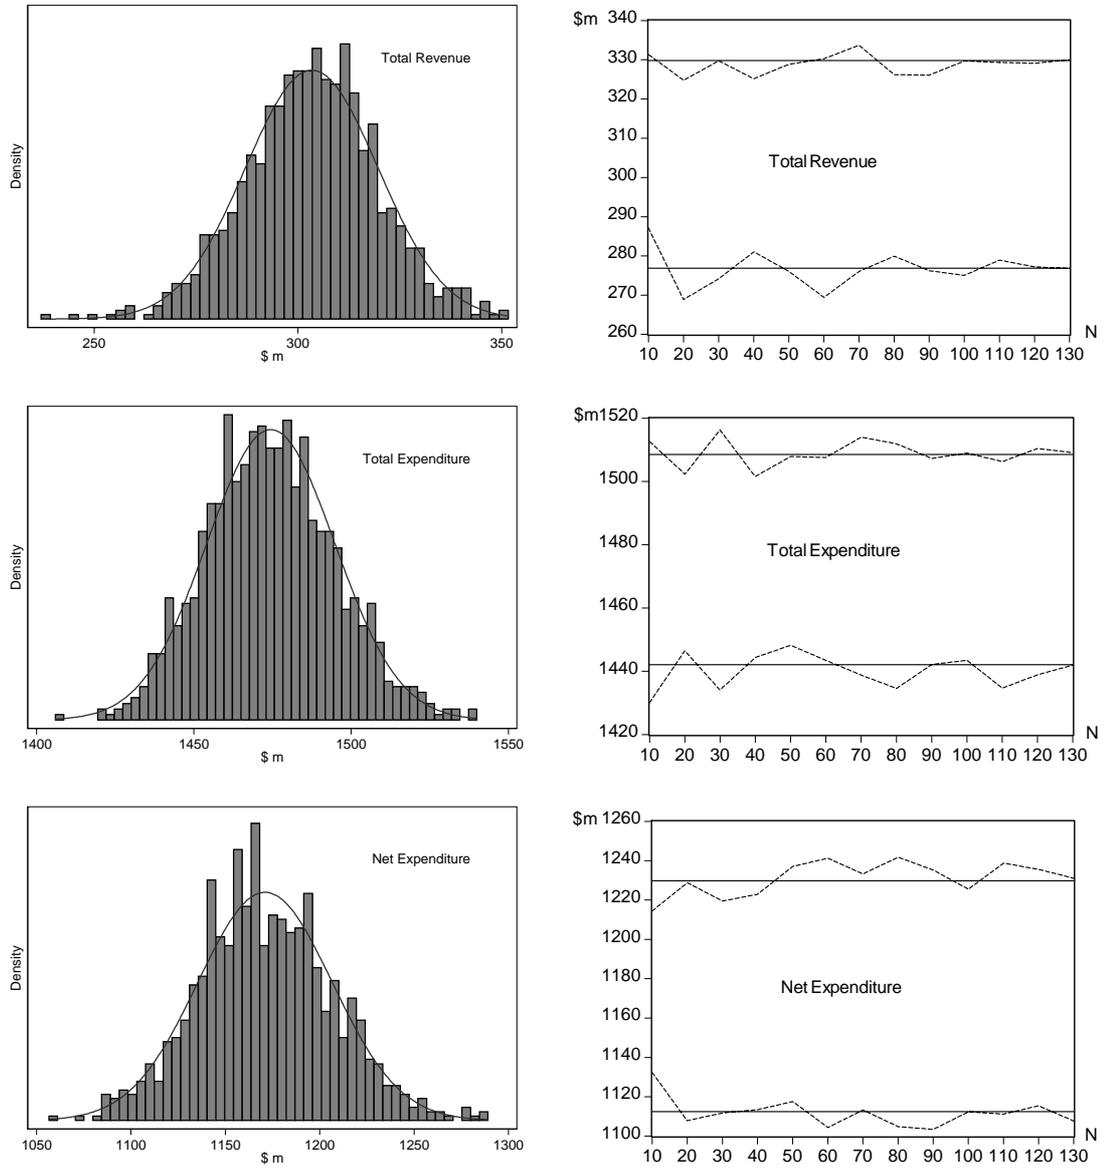 Total Revenue
Density
250 300 350
$ m
$m 340
330
320
310
300
290
280
270
260
Total Revenue
10 20 30 40 50 60 70 80 90 100 110 120 130
N
Total Expenditure
Density
1400 1450 1500 1550
$ m
$m1520
1500
1480
1460
1440
1420
Total Expenditure
10 20 30 40 50 60 70 80 90 100 110 120 130
N
Net Expenditure
Density
1050 1100 1150 1200 1250 1300
$ m
$m 1260
1240
1220
1200
1180
1160
1140
1120
1100
Net Expenditure
10 20 30 40 50 60 70 80 90 100 110 120 130
N